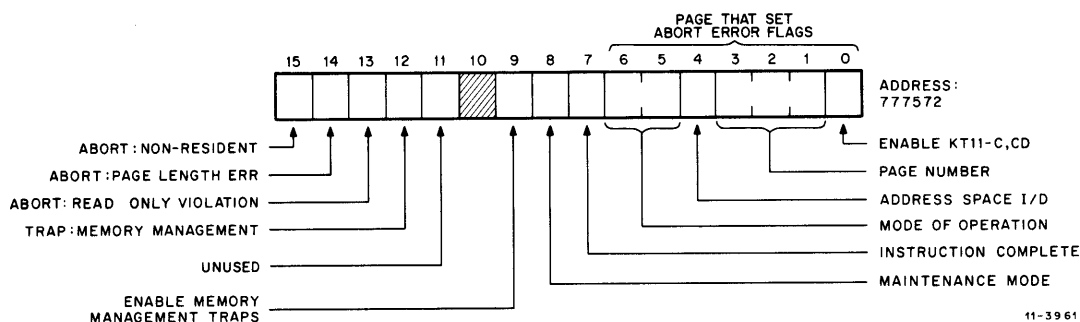 PAGE THAT SET
ABORT ERROR FLAGS
15 14 13 12 11 10 9 8 7 6 5 4 3 2 1 0
ADDRESS:
777572
ABORT:NON-RESIDENT
ABORT:PAGE LENGTH ERR
ABORT:READ ONLY VIOLATION
TRAP:MEMORY MANAGEMENT
UNUSED
ENABLE MEMORY
MANAGEMENT TRAPS
ENABLE KT11-C,CD
PAGE NUMBER
ADDRESS SPACE I/D
MODE OF OPERATION
INSTRUCTION COMPLETE
MAINTENANCE MODE
11-3961